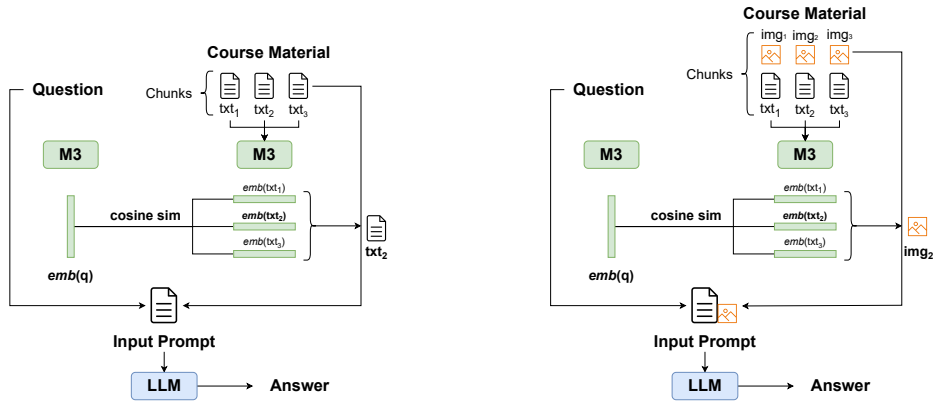 Course Material
Question
Chunks
txt₁ txt₂ txt₃
M3 M3
emb(txt₁)
cosine sim
emb(txt₂)
emb(txt₃)
txt₂
emb(q)
Input Prompt
LLM
Answer
Course Material
img₁ img₂ img₃
Chunks
Question
txt₁ txt₂ txt₃
M3 M3
emb(txt₁)
cosine sim
emb(txt₂)
emb(txt₃)
img₂
emb(q)
Input Prompt
LLM
Answer